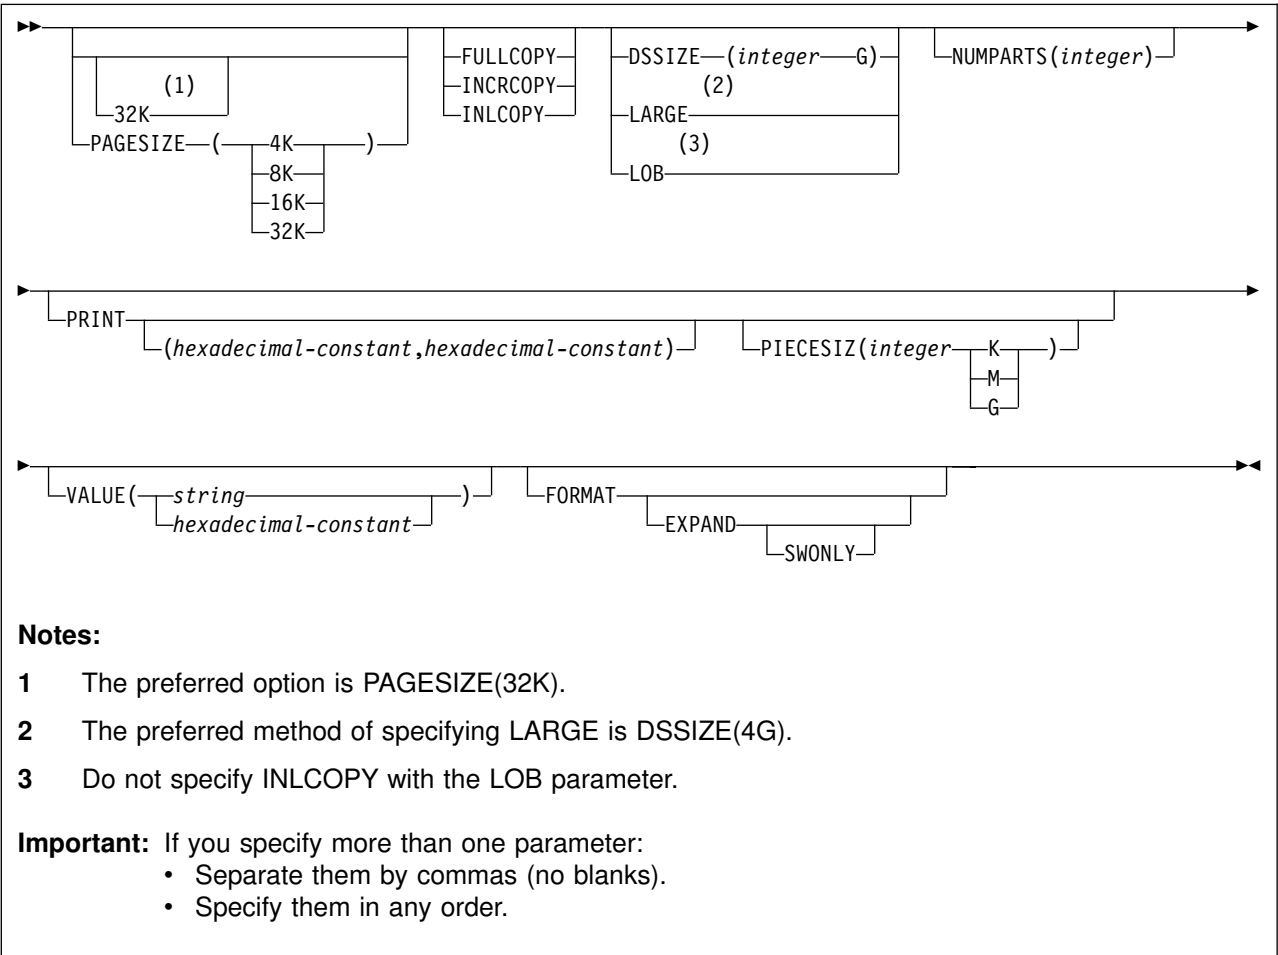 (1)
32K
PAGESIZE ( 4K )
8K
16K
32K
FULLCOPY
INCRCOPY
INLCOPY
DSSIZE (integer G)
(2)
LARGE
(3)
LOB
NUMPARTS(integer)
PRINT
(hexadecimal-constant,hexadecimal-constant)
PIECESIZ(integer K )
M
G
VALUE( string )
hexadecimal-constant
FORMAT
EXPAND
SWONLY
Notes:
1 The preferred option is PAGESIZE(32K).
2 The preferred method of specifying LARGE is DSSIZE(4G).
3 Do not specify INLCOPY with the LOB parameter.
Important: If you specify more than one parameter:
• Separate them by commas (no blanks).
• Specify them in any order.